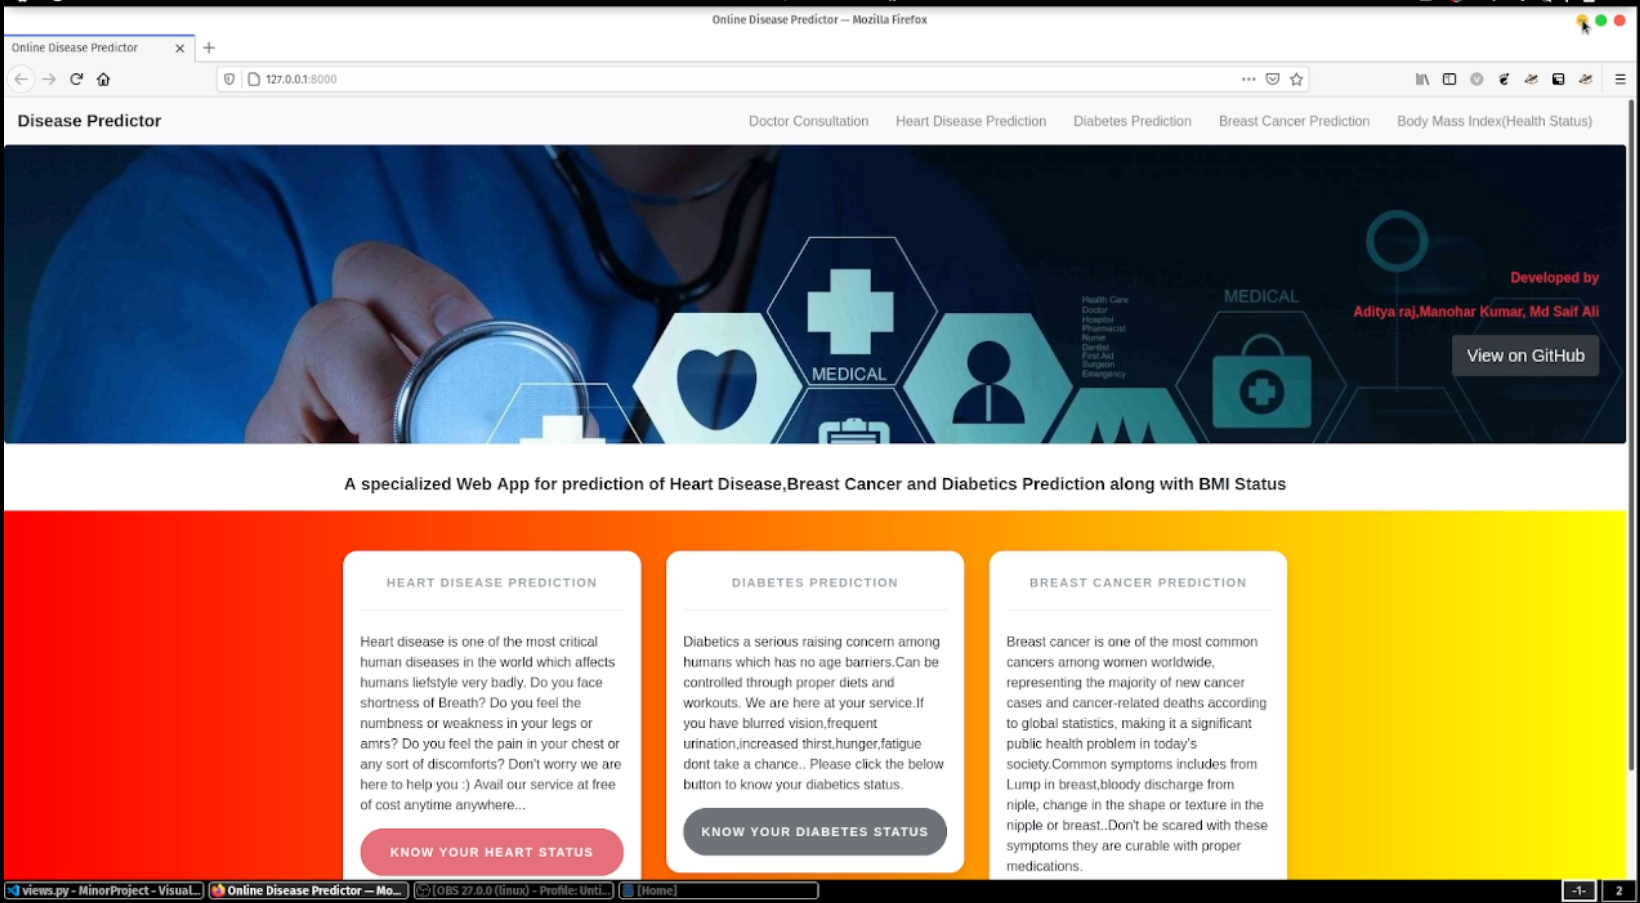 Online Disease Predictor — Mozilla Firefox
Online Disease Predictor
127.0.0.1:8000
Disease Predictor
Doctor Consultation
Heart Disease Prediction
Diabetes Prediction
Breast Cancer Prediction
Body Mass Index(Health Status)
MEDICAL
Health Care
Doctor
Hospital
Pharmacist
Nurse
Dentist
First Aid
Surgeon
Emergency
MEDICAL
Developed by
Aditya raj,Manohar Kumar, Md Saif Ali
View on GitHub
A specialized Web App for prediction of Heart Disease,Breast Cancer and Diabetics Prediction along with BMI Status
HEART DISEASE PREDICTION
Heart disease is one of the most critical
human diseases in the world which affects
humans liefstyle very badly. Do you face
shortness of Breath? Do you feel the
numbness or weakness in your legs or
amrs? Do you feel the pain in your chest or
any sort of discomforts? Don't worry we are
here to help you :) Avail our service at free
of cost anytime anywhere...
KNOW YOUR HEART STATUS
DIABETES PREDICTION
Diabetics a serious raising concern among
humans which has no age barriers.Can be
controlled through proper diets and
workouts. We are here at your service.If
you have blurred vision,frequent
urination,increased thirst,hunger,fatigue
dont take a chance.. Please click the below
button to know your diabetics status.
KNOW YOUR DIABETES STATUS
BREAST CANCER PREDICTION
Breast cancer is one of the most common
cancers among women worldwide,
representing the majority of new cancer
cases and cancer-related deaths according
to global statistics, making it a significant
public health problem in today's
society.Common symptoms includes from
Lump in breast,bloody discharge from
niple, change in the shape or texture in the
nipple or breast..Don't be scared with these
symptoms they are curable with proper
medications.
views.py - MinorProject - Visual...
Online Disease Predictor — Mo...
[OBS 27.0.0 (linux) - Profile: Unti...
[Home]
-1-
2